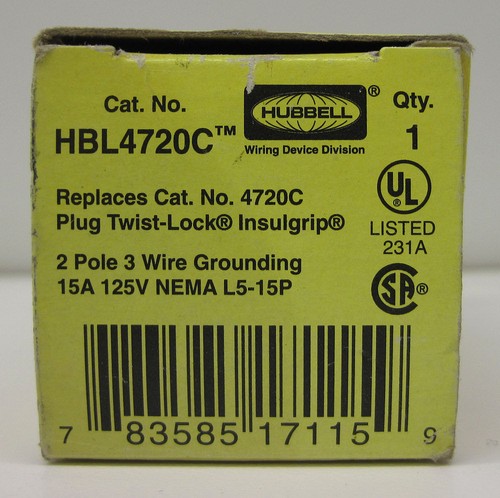 Cat. No.
HBL4720C™
HUBBELL®
Wiring Device Division
Qty.
1
Replaces Cat. No. 4720C
Plug Twist-Lock® Insulgrip®
UL®
LISTED
231A
2 Pole 3 Wire Grounding
15A 125V NEMA L5-15P
SA®
7 83585 17115 9